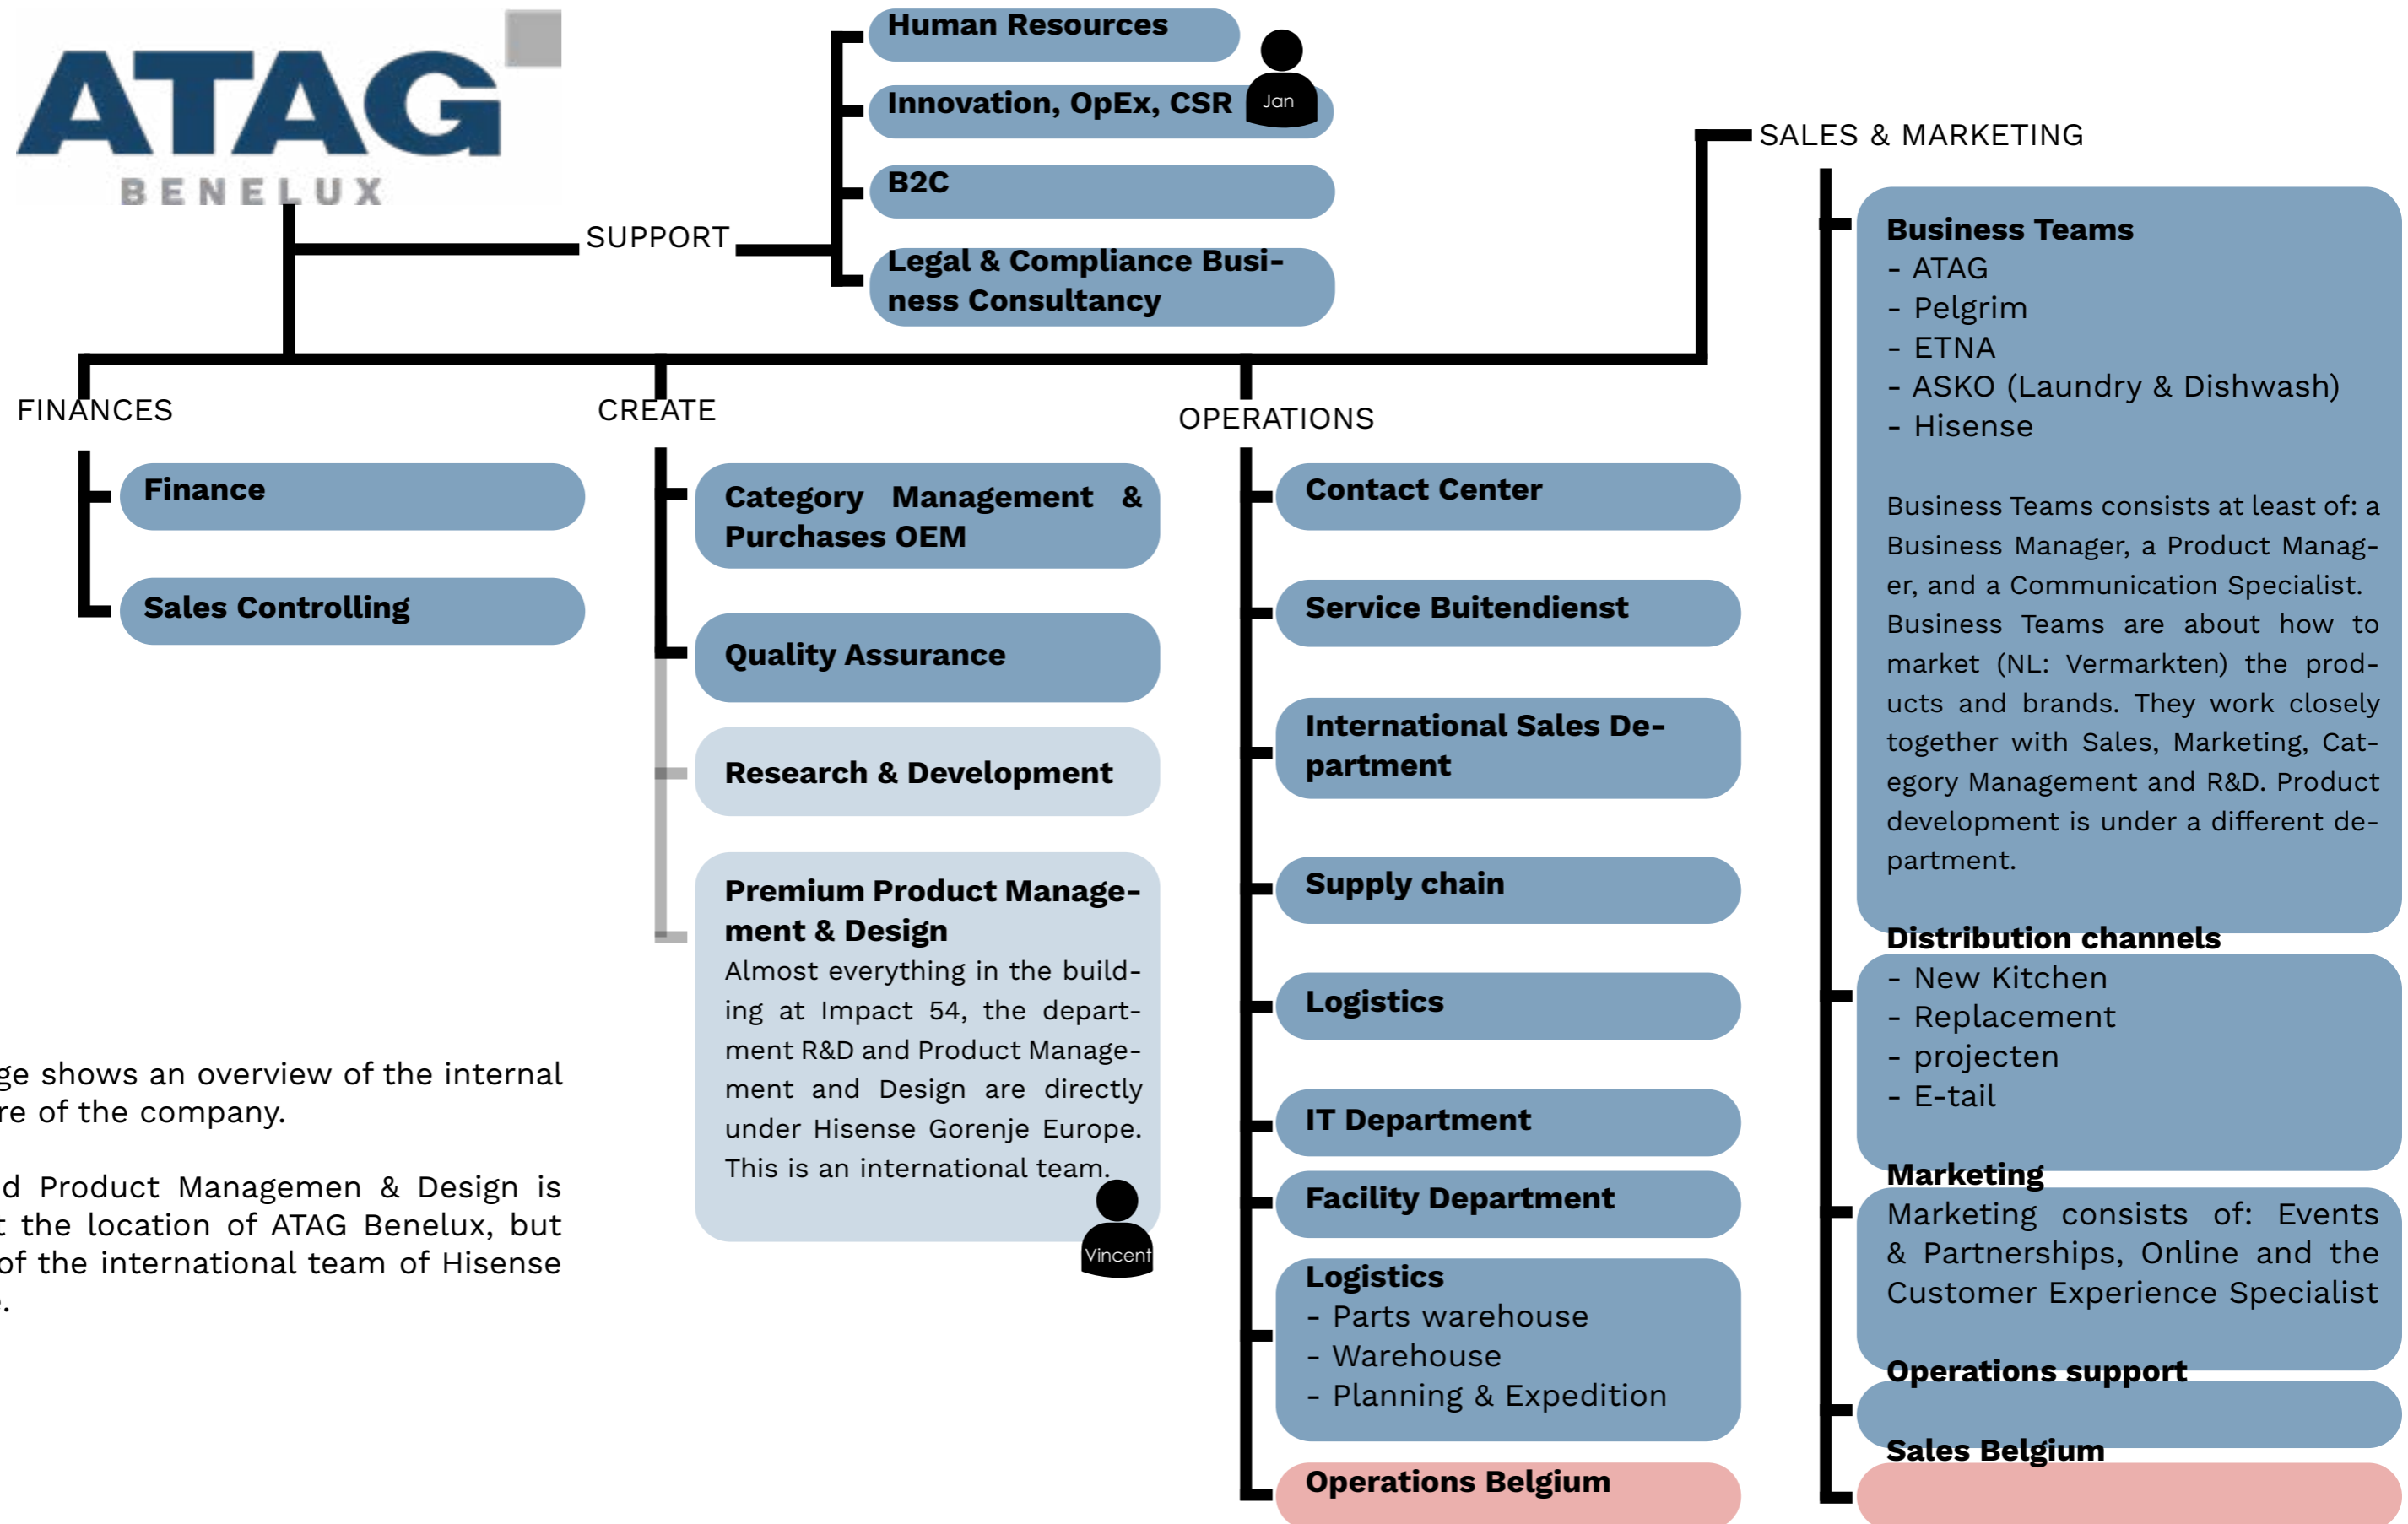 ATAG
BENELUX
SUPPORT
Human Resources
Innovation, OpEx, CSR
Jan
B2C
Legal & Compliance Busi-
ness Consultancy
FINANCES
Finance
Sales Controlling
CREATE
Category Management &
Purchases OEM
Quality Assurance
Research & Development
Premium Product Manage-
ment & Design
Almost everything in the build-
ing at Impact 54, the depart-
ment R&D and Product Manage-
ment and Design are directly
under Hisense Gorenje Europe.
This is an international team.
Vincent
OPERATIONS
Contact Center
Service Buitendienst
International Sales De-
partment
Supply chain
Logistics
IT Department
Facility Department
Logistics
- Parts warehouse
- Warehouse
- Planning & Expedition
Operations Belgium
SALES & MARKETING
Business Teams
- ATAG
- Pelgrim
- ETNA
- ASKO (Laundry & Dishwash)
- Hisense
Business Teams consists at least of: a
Business Manager, a Product Manag-
er, and a Communication Specialist.
Business Teams are about how to
market (NL: Vermarkten) the prod-
ucts and brands. They work closely
together with Sales, Marketing, Cat-
egory Management and R&D. Product
development is under a different de-
partment.
Distribution channels
- New Kitchen
- Replacement
- projecten
- E-tail
Marketing
Marketing consists of: Events
& Partnerships, Online and the
Customer Experience Specialist
Operations support
Sales Belgium
shows an overview of the internal
of the company.
Product Managemen & Design is
the location of ATAG Benelux, but
of the international team of Hisense